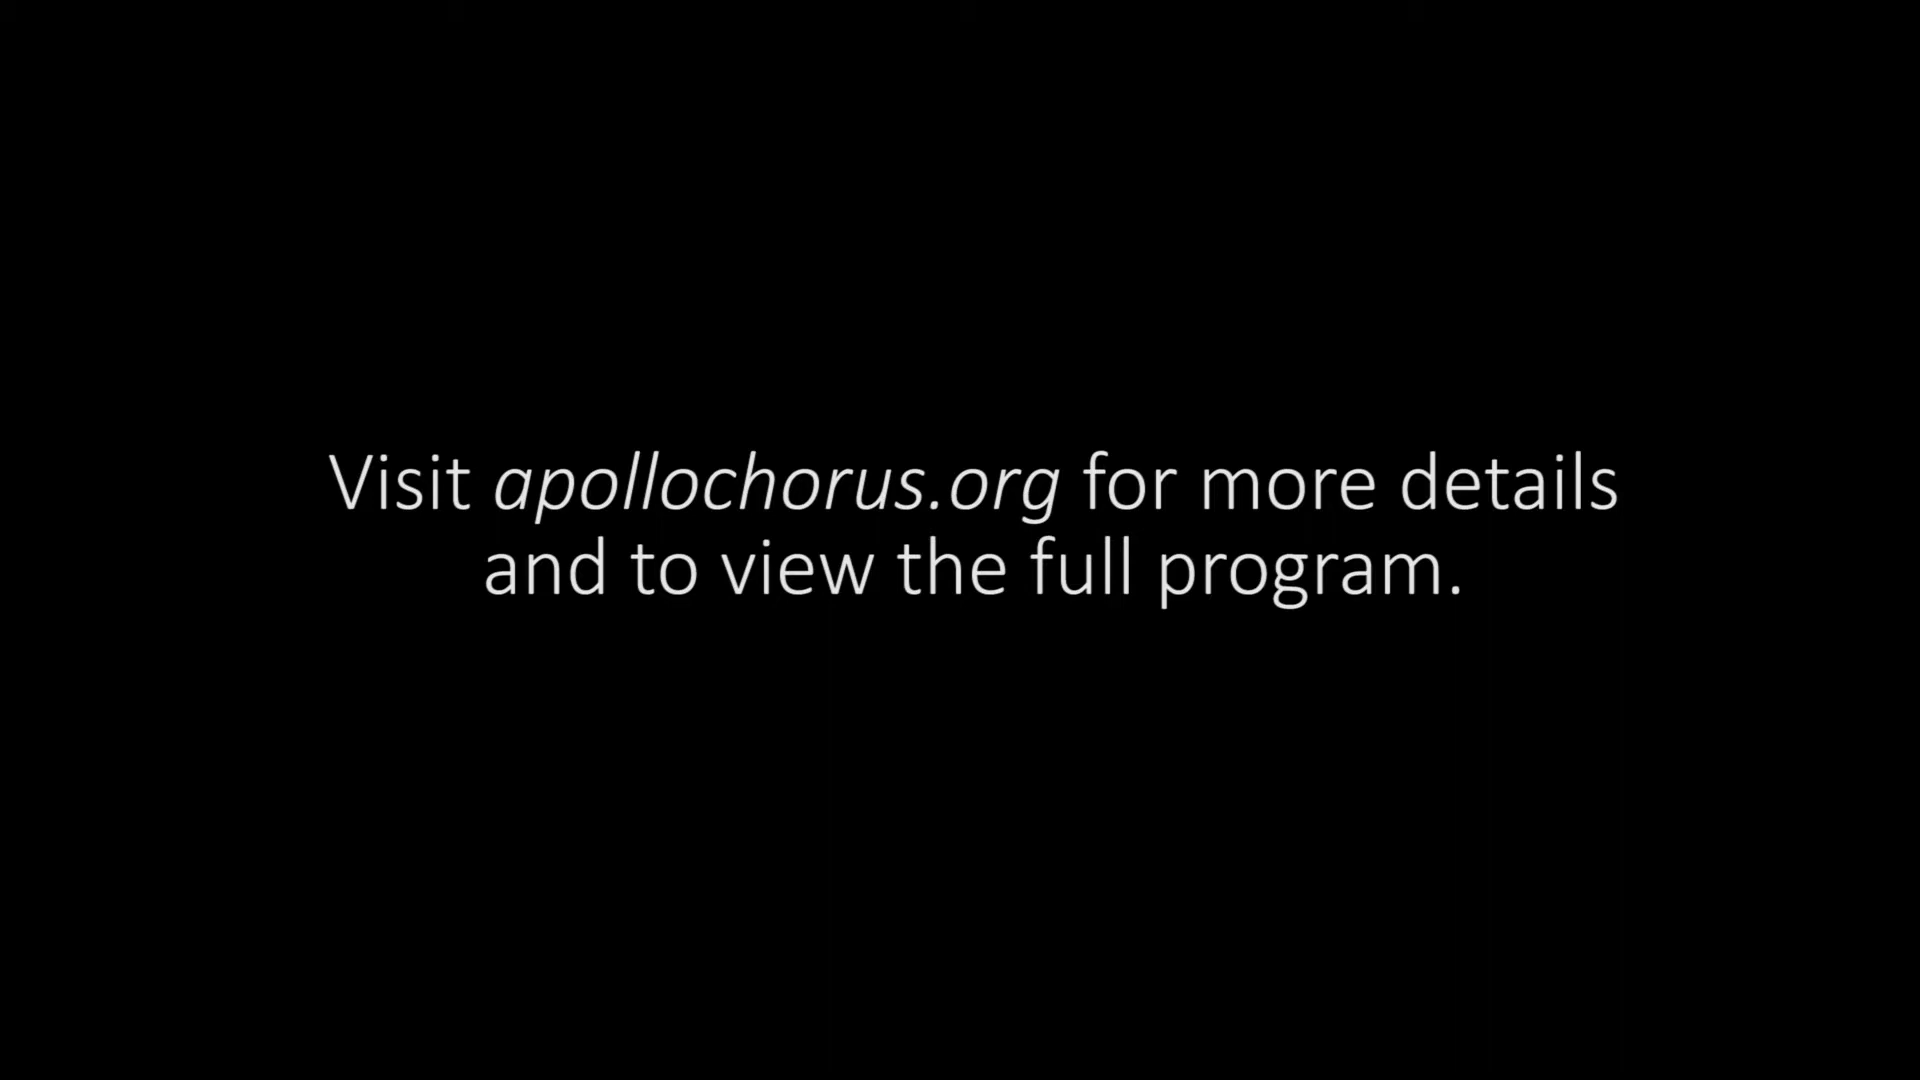 Visit apollochorus.org for more details
and to view the full program.